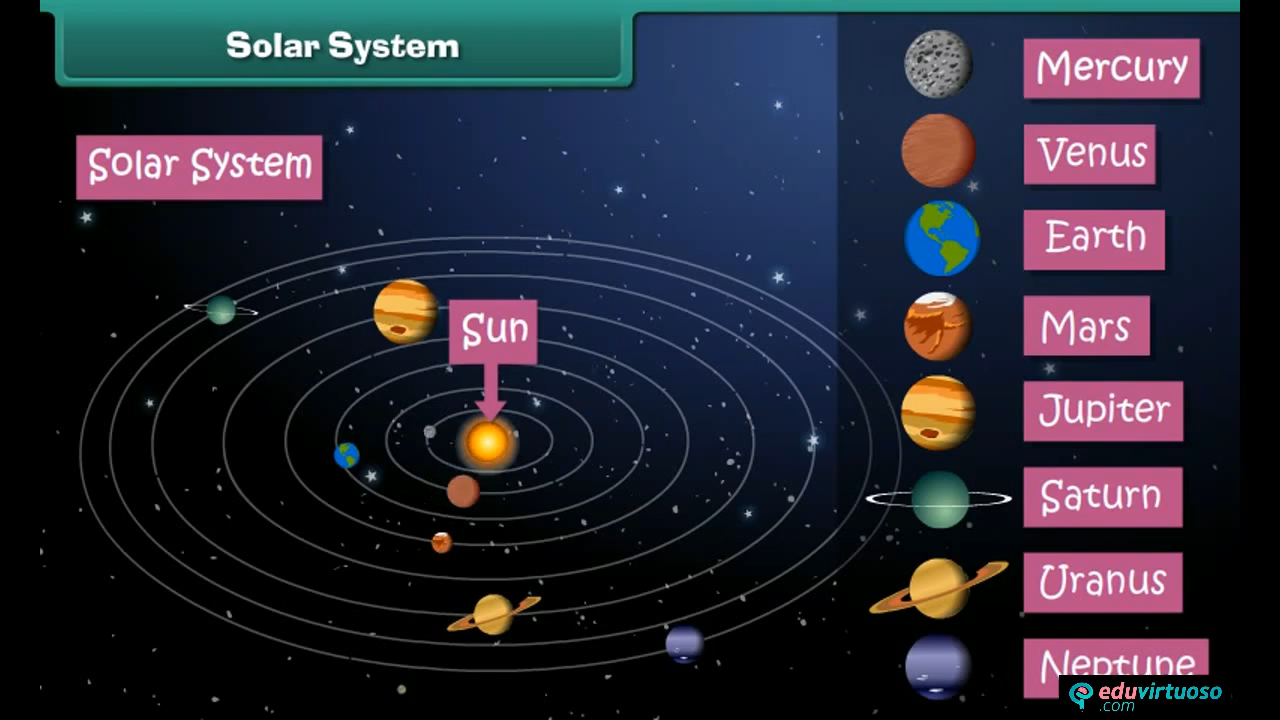 Solar System
Solar System
Sun
Mercury
Venus
Earth
Mars
Jupiter
Saturn
Uranus
Neptune
eduvirtuoso
.com